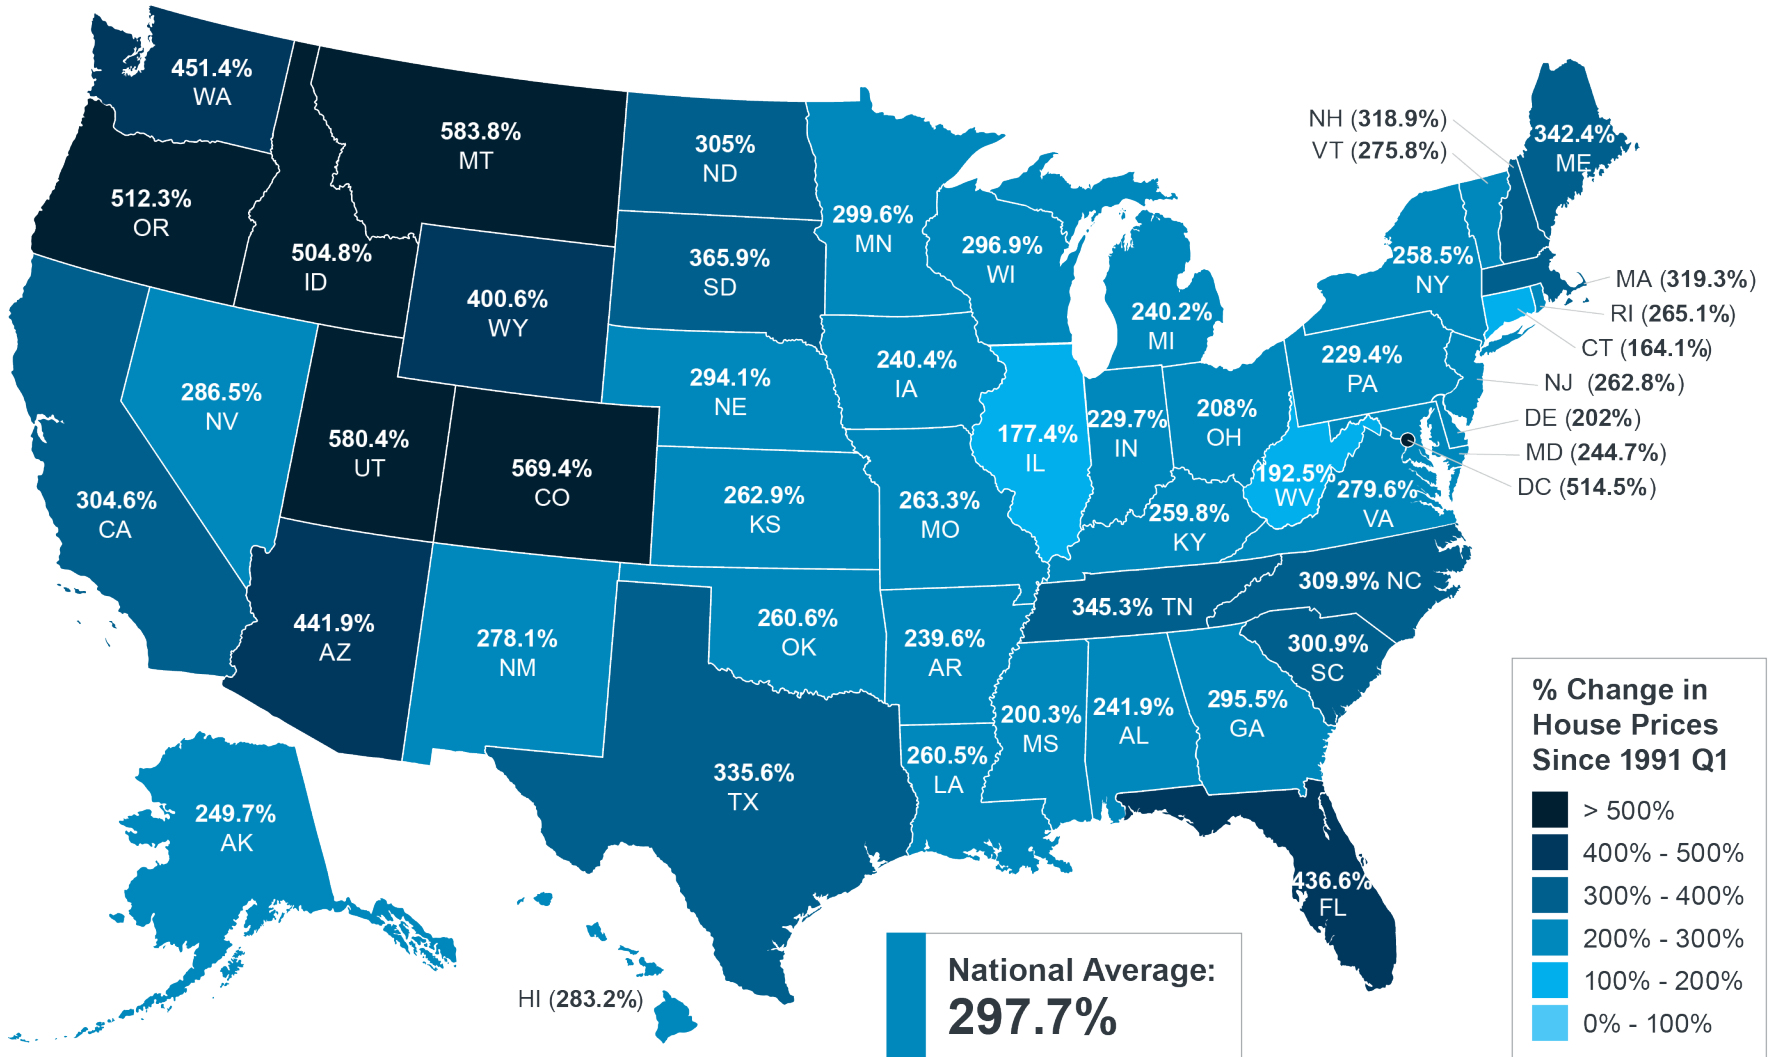 451.4%
WA
583.8%
MT
305%
ND
299.6%
MN
NH (318.9%)
VT (275.8%)
342.4%
ME
512.3%
OR
504.8%
ID
400.6%
WY
365.9%
SD
296.9%
WI
240.2%
MI
258.5%
NY
MA (319.3%)
RI (265.1%)
CT (164.1%)
NJ (262.8%)
DE (202%)
MD (244.7%)
DC (514.5%)
286.5%
NV
580.4%
UT
569.4%
CO
294.1%
NE
240.4%
IA
177.4%
IL
229.7%
IN
208%
OH
229.4%
PA
192.5%
WV
279.6%
VA
304.6%
CA
262.9%
KS
263.3%
MO
259.8%
KY
441.9%
AZ
278.1%
NM
260.6%
OK
239.6%
AR
345.3% TN
309.9% NC
300.9%
SC
335.6%
TX
260.5%
LA
200.3%
MS
241.9%
AL
295.5%
GA
436.6%
FL
249.7%
AK
HI (283.2%)
National Average:
297.7%
% Change in
House Prices
Since 1991 Q1
> 500%
400% - 500%
300% - 400%
200% - 300%
100% - 200%
0% - 100%